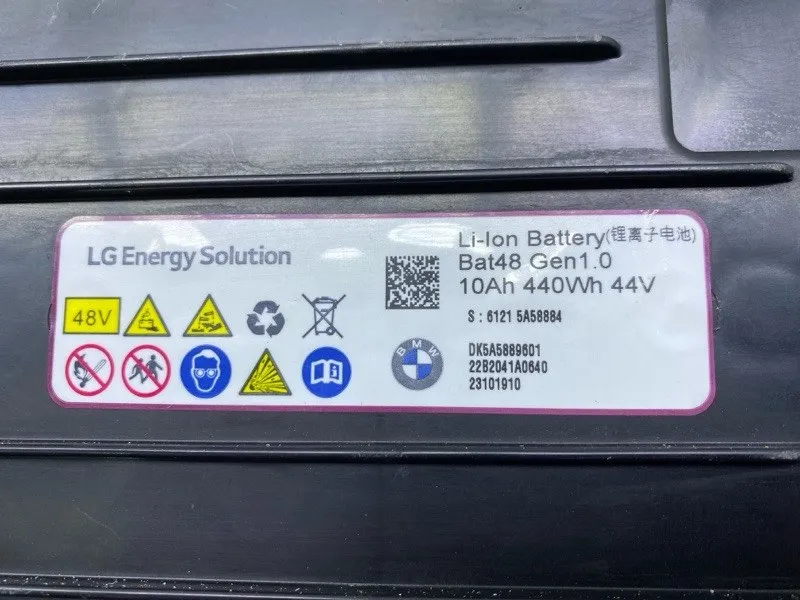 LG Energy Solution
Li-Ion Battery(锂离子电池)
Bat48 Gen1.0
10Ah 440Wh 44V
S : 6121 5A58884
48V
BMW
DK5A5889601
22B2041A0640
23101910